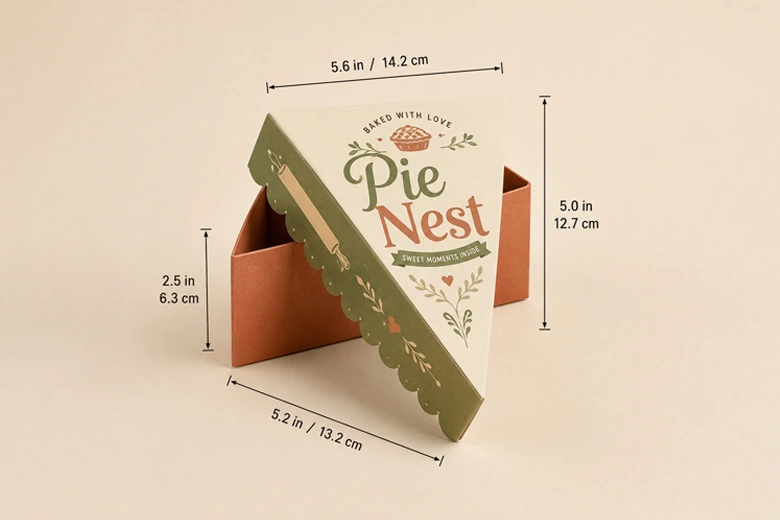 5.6 in / 14.2 cm
BAKED WITH LOVE
Pie
Nest
SWEET MOMENTS INSIDE
5.0 in
12.7 cm
2.5 in
6.3 cm
5.2 in / 13.2 cm